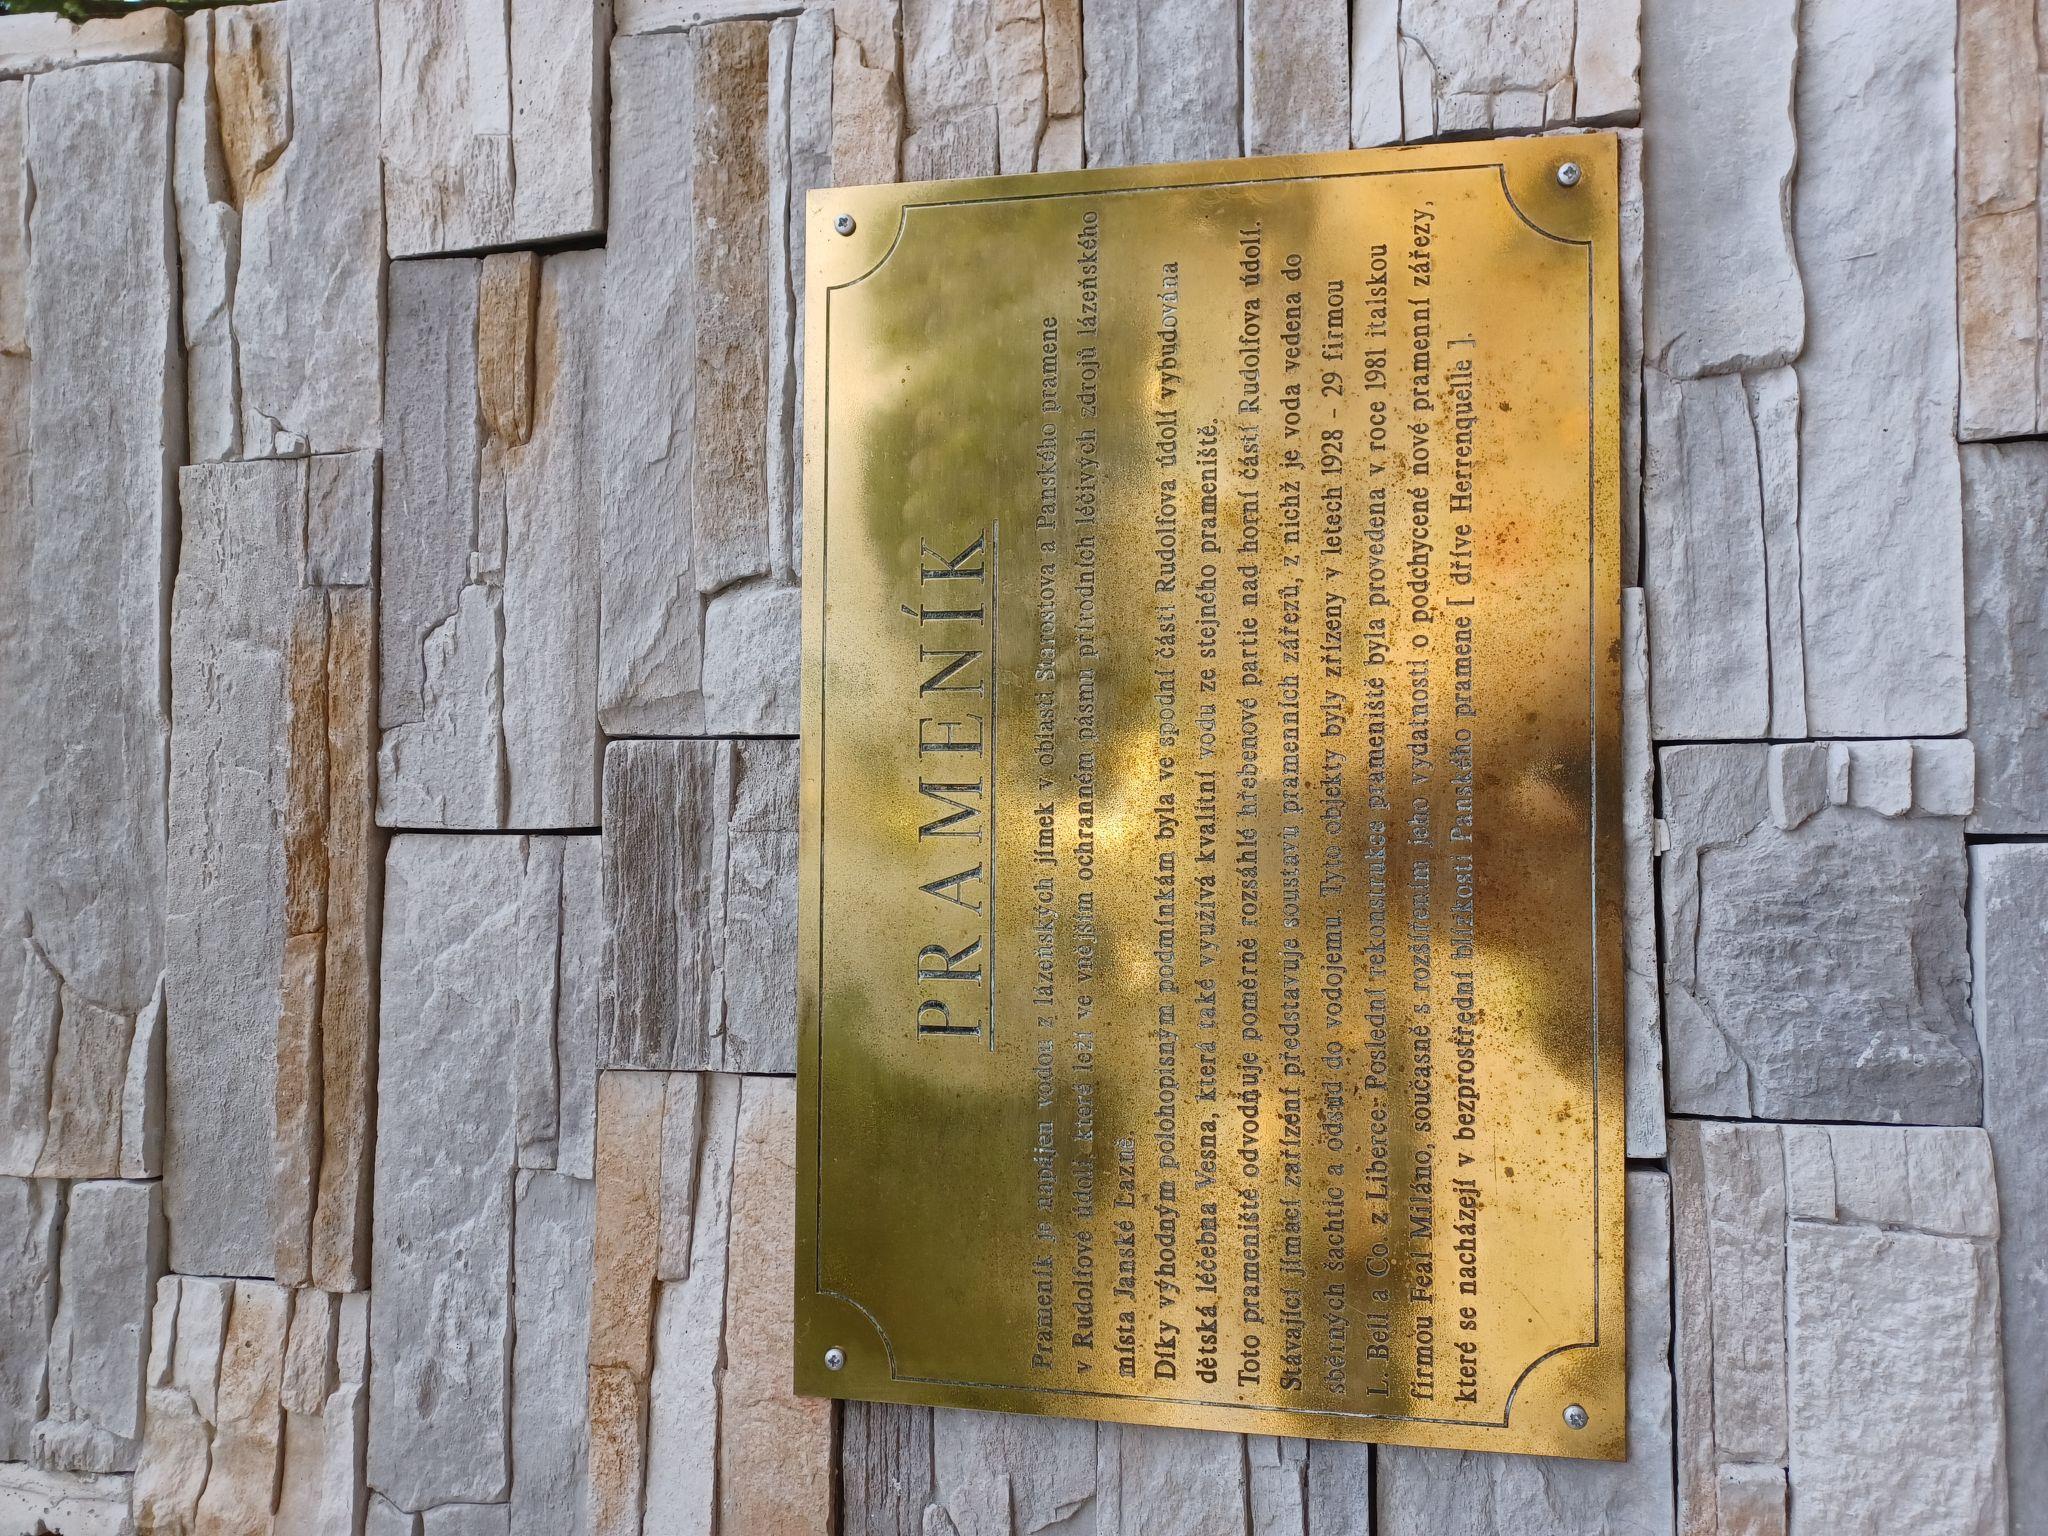 PRAMENÍK
Prameník je napájen vodou z lázeňských jímek v oblasti Starostova a Panského pramene
v Rudolfově údolí, které leží ve vnějším ochranném pásmu přírodních léčivých zdrojů lázeňského
místa Janské Lázně.
Díky výhodným polohopisným podmínkám byla ve spodní části Rudolfova údolí vybudována
dětská léčebna Vesna, která také využívá kvalitní vodu ze stejného prameniště.
Toto prameniště odvodňuje poměrně rozsáhlé hřebenové partie nad horní částí Rudolfova údolí.
Stávající jímací zařízení představuje soustavu pramenních zářezů, z nichž je voda vedena do
sběrných šachtic a odsud do vodojemu. Tyto objekty byly zřízeny v letech 1928 - 29 firmou
L. Bell a Co. z Liberce. Poslední rekonstrukce prameniště byla provedena v roce 1981 italskou
firmou Feal Miláno, současně s rozšířením jeho vydatnosti o podchycené nové pramenní zářezy,
které se nacházejí v bezprostřední blízkosti Panského pramene [ dříve Herrenquelle ].